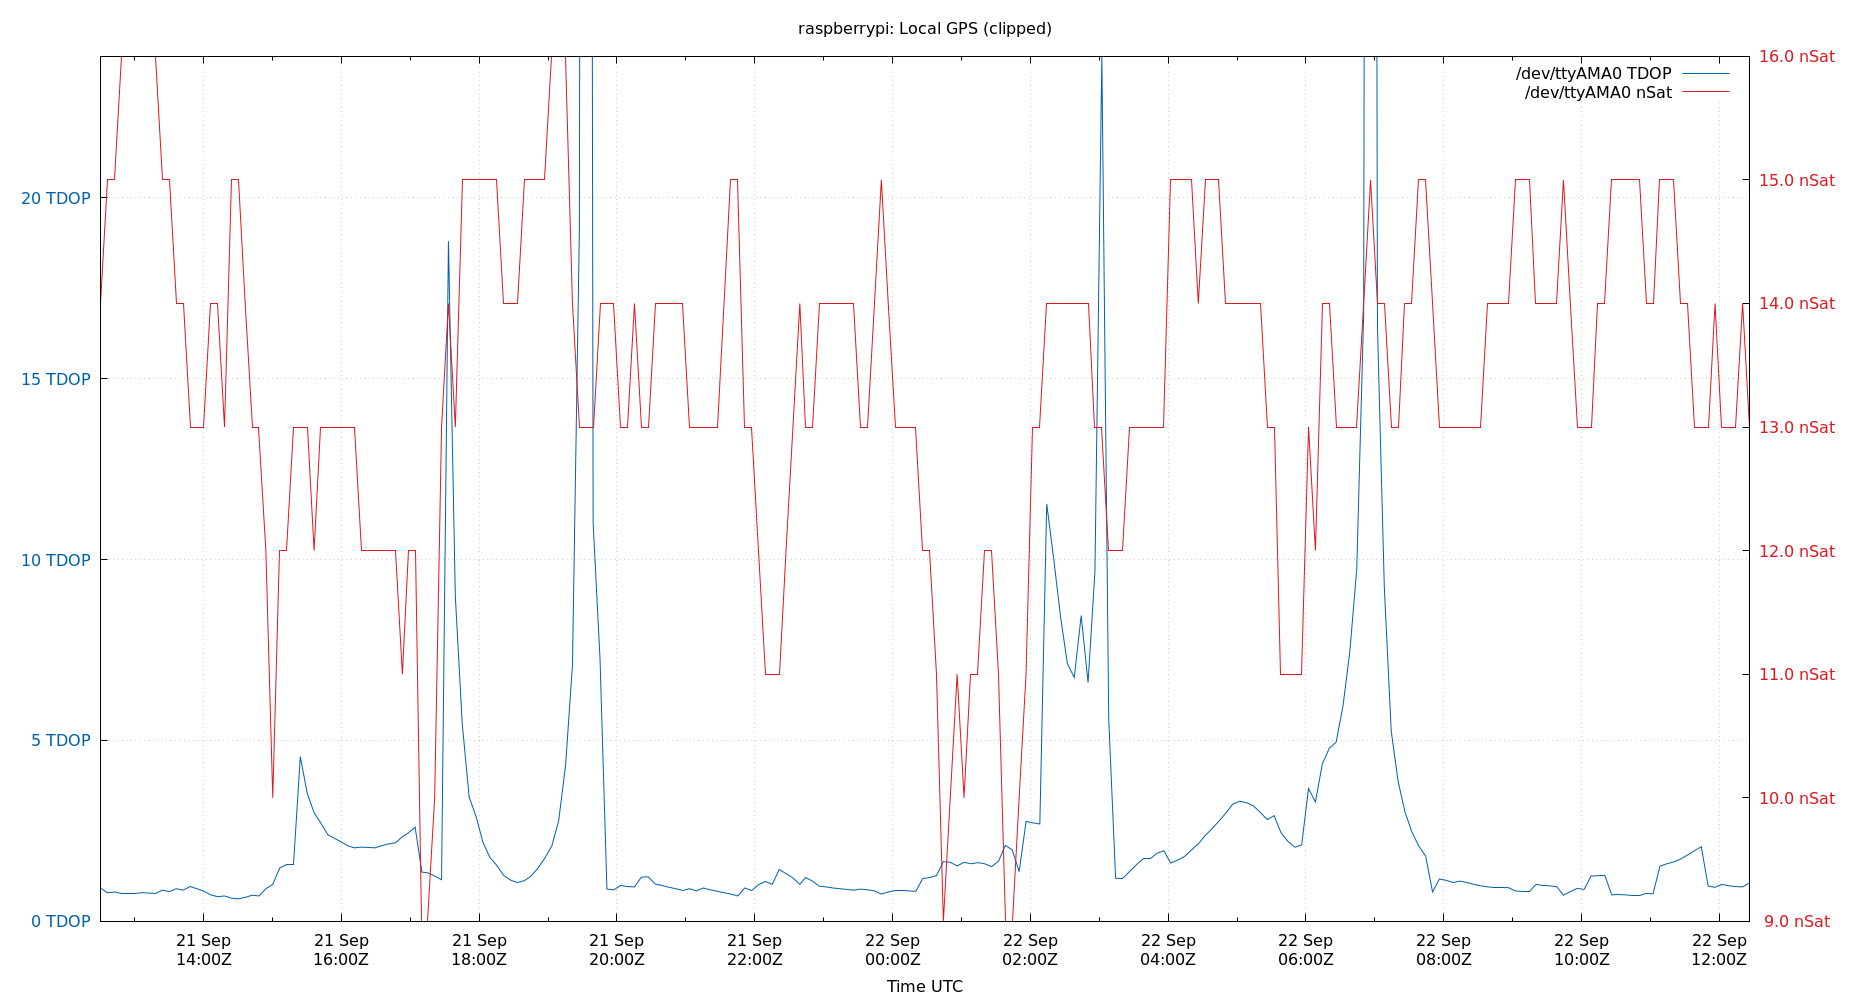 raspberrypi: Local GPS (clipped)
/dev/ttyAMA0 TDOP
/dev/ttyAMA0 nSat
20 TDOP
15 TDOP
10 TDOP
5 TDOP
0 TDOP
16.0 nSat
15.0 nSat
14.0 nSat
13.0 nSat
12.0 nSat
11.0 nSat
10.0 nSat
9.0 nSat
21 Sep 21 Sep 21 Sep 21 Sep 21 Sep 22 Sep 22 Sep 22 Sep 22 Sep 22 Sep 22 Sep 22 Sep
14:00Z 16:00Z 18:00Z 20:00Z 22:00Z 00:00Z 02:00Z 04:00Z 06:00Z 08:00Z 10:00Z 12:00Z
Time UTC